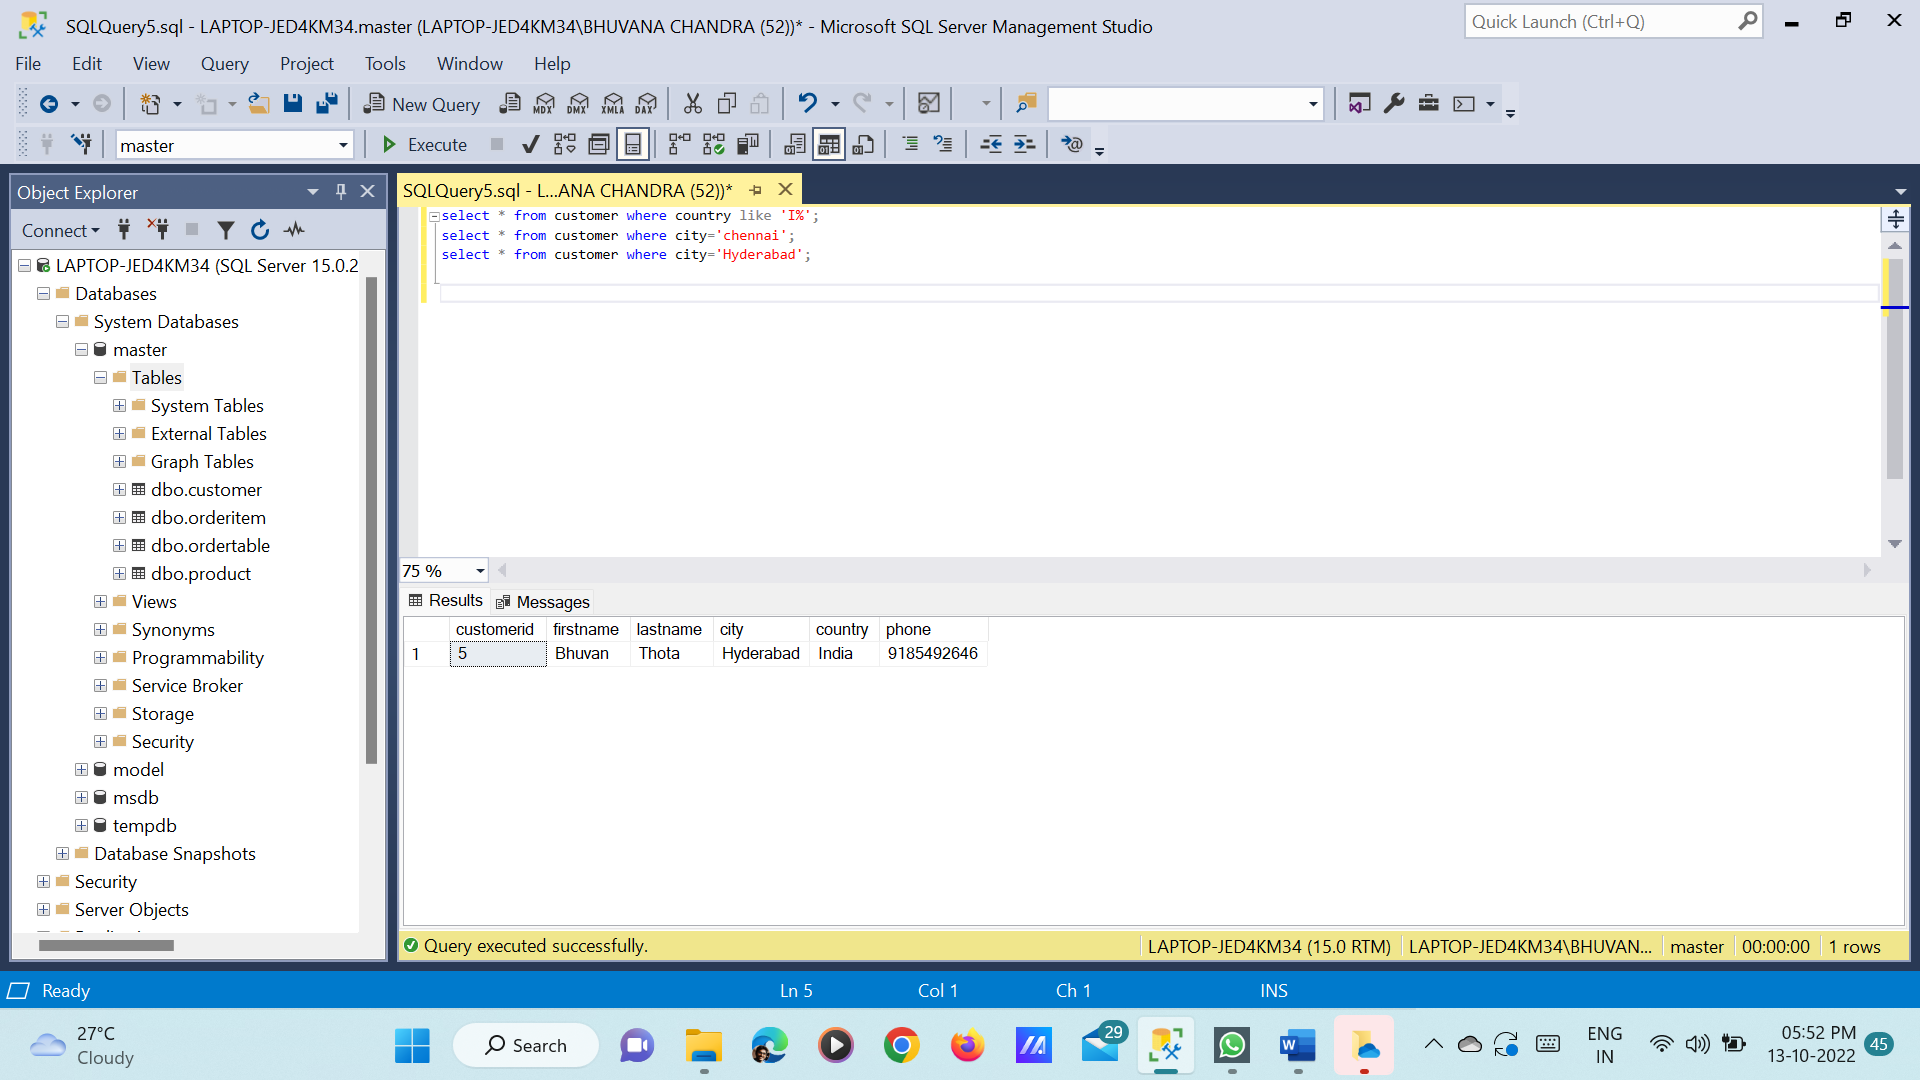 SQLQuery5.sql - LAPTOP-JED4KM34.master (LAPTOP-JED4KM34\BHUVANA CHANDRA (52))* - Microsoft SQL Server Management Studio
Quick Launch (Ctrl+Q)
File Edit View Query Project Tools Window Help
New Query MDX DMX XMLA DAX
master Execute
Object Explorer
SQLQuery5.sql - L...ANA CHANDRA (52))*
Connect
select * from customer where country like 'I%';
select * from customer where city='chennai';
select * from customer where city='Hyderabad';
LAPTOP-JED4KM34 (SQL Server 15.0.2
Databases
System Databases
master
Tables
System Tables
External Tables
Graph Tables
dbo.customer
dbo.orderitem
dbo.ordertable
dbo.product
Views
Synonyms
Programmability
Service Broker
Storage
Security
model
msdb
tempdb
Database Snapshots
Security
Server Objects
75 %
Results Messages
customerid firstname lastname city country phone
1 5 Bhuvan Thota Hyderabad India 9185492646
Query executed successfully. LAPTOP-JED4KM34 (15.0 RTM) LAPTOP-JED4KM34\BHUVAN... master 00:00:00 1 rows
Ready Ln 5 Col 1 Ch 1 INS
27°C
Cloudy
Search
29
ENG
IN
05:52 PM
13-10-2022
45